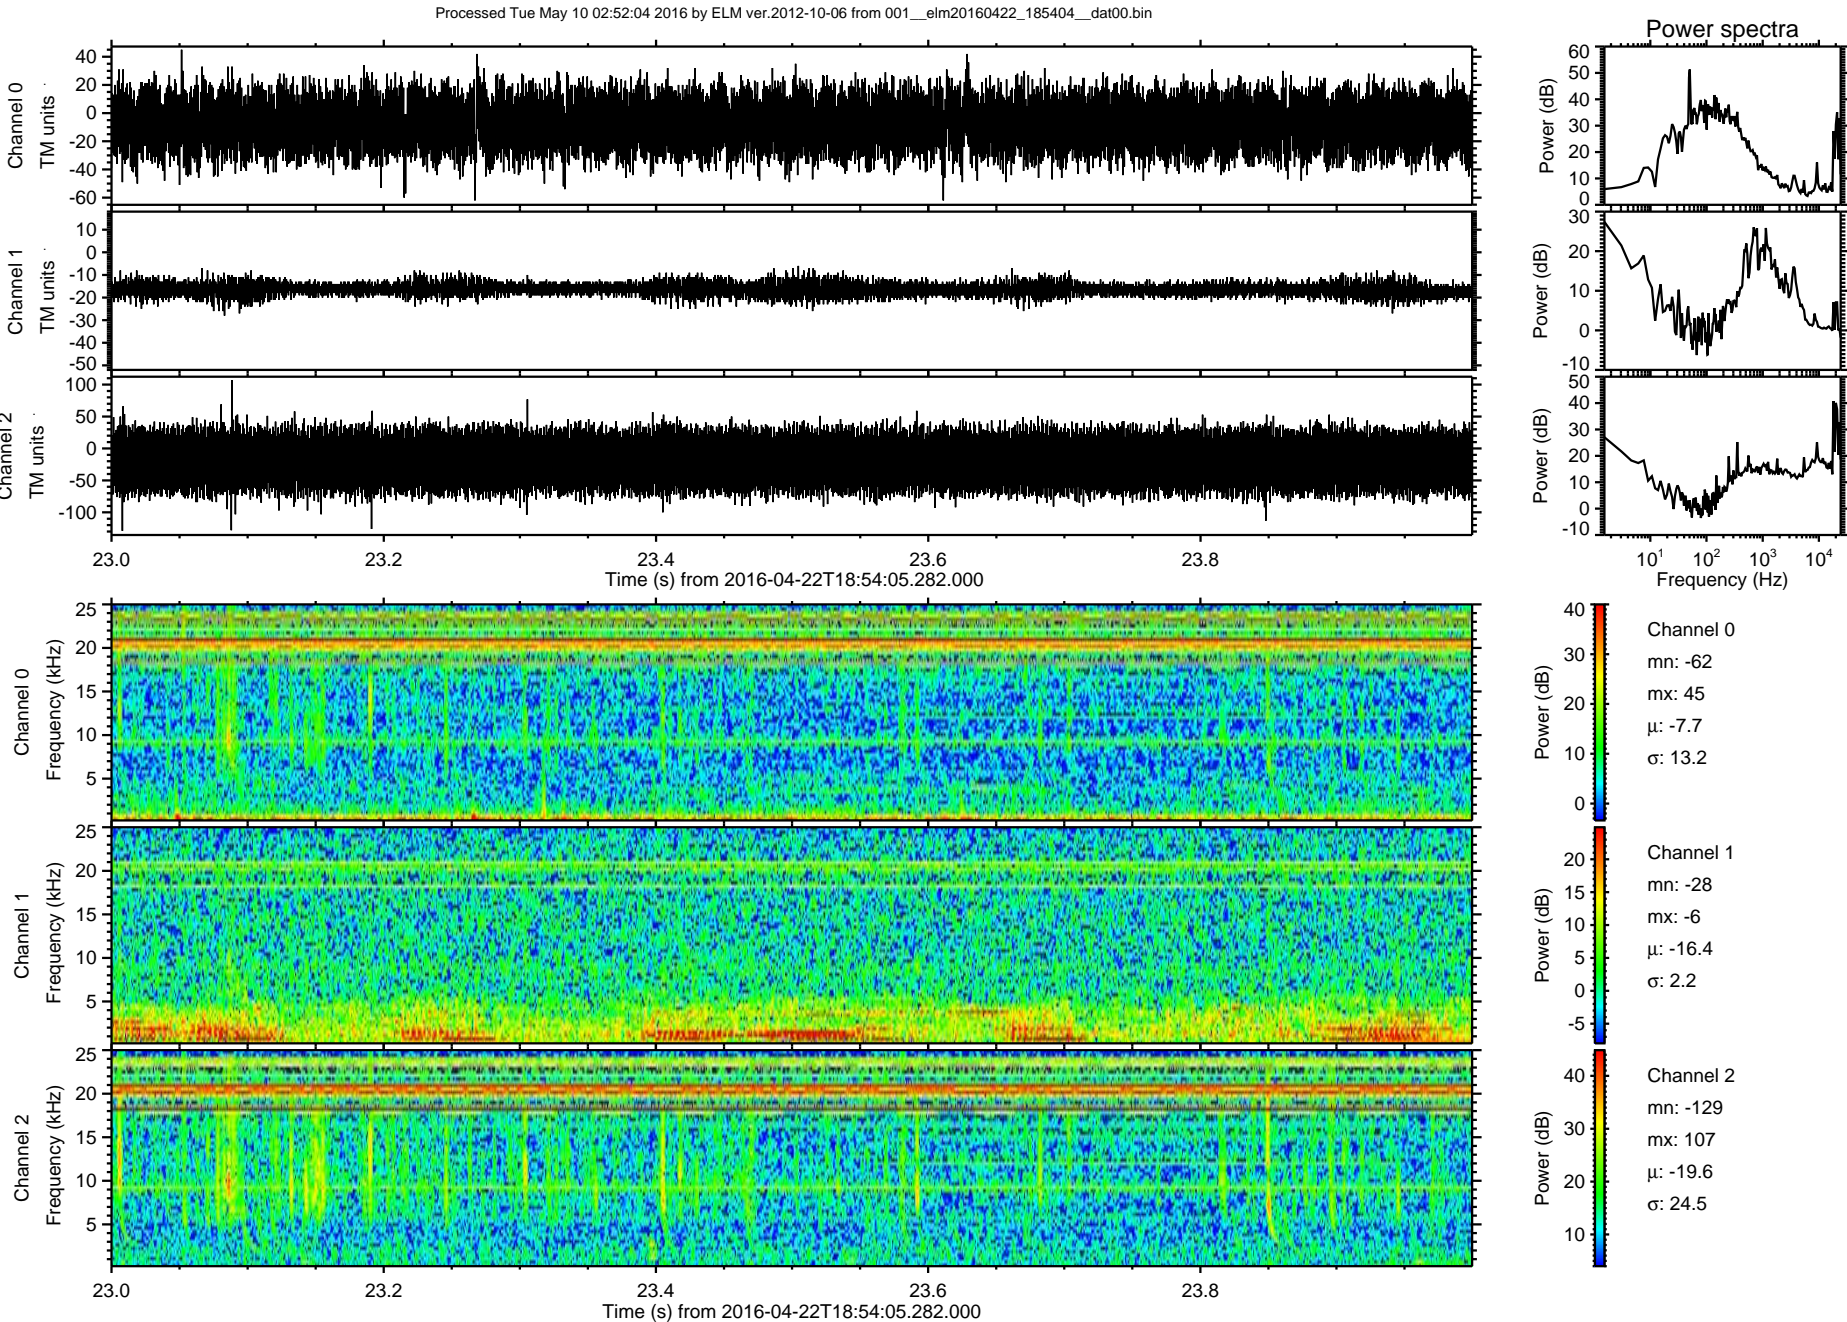 Processed Tue May 10 02:52:04 2016 by ELM ver.2012-10-06 from 001__elm20160422_185404__dat00.bin
Power spectra
Channel 0
TM units
40
20
0
-20
-40
-60
Power (dB)
60
50
40
30
20
10
0
Channel 1
TM units
10
0
-10
-20
-30
-40
-50
Power (dB)
30
20
10
0
-10
Channel 2
TM units
100
50
0
-50
-100
Power (dB)
50
40
30
20
10
0
-10
23.0 23.2 23.4 23.6 23.8
Time (s) from 2016-04-22T18:54:05.282.000
10¹ 10² 10³ 10⁴
Frequency (Hz)
Channel 0
Frequency (kHz)
25
20
15
10
5
Power (dB)
40
30
20
10
0
Channel 0
mn: -62
mx: 45
μ: -7.7
σ: 13.2
Channel 1
Frequency (kHz)
25
20
15
10
5
Power (dB)
20
15
10
5
0
-5
Channel 1
mn: -28
mx: -6
μ: -16.4
σ: 2.2
Channel 2
Frequency (kHz)
25
20
15
10
5
Power (dB)
40
30
20
10
Channel 2
mn: -129
mx: 107
μ: -19.6
σ: 24.5
23.0 23.2 23.4 23.6 23.8
Time (s) from 2016-04-22T18:54:05.282.000